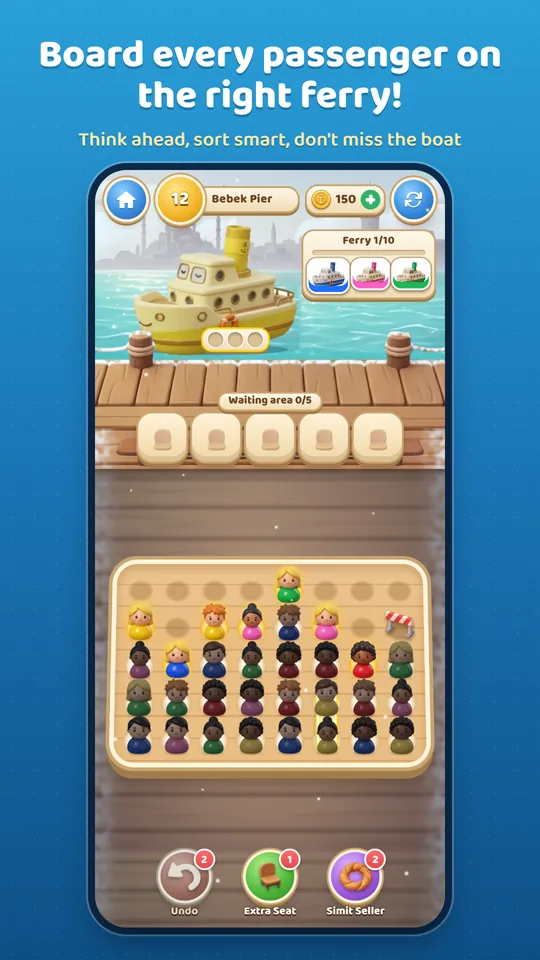 Board every passenger on
the right ferry!
Think ahead, sort smart, don't miss the boat
12
Bebek Pier
150
Ferry 1/10
Waiting area 0/5
2
1
2
Undo
Extra Seat
Simit Seller